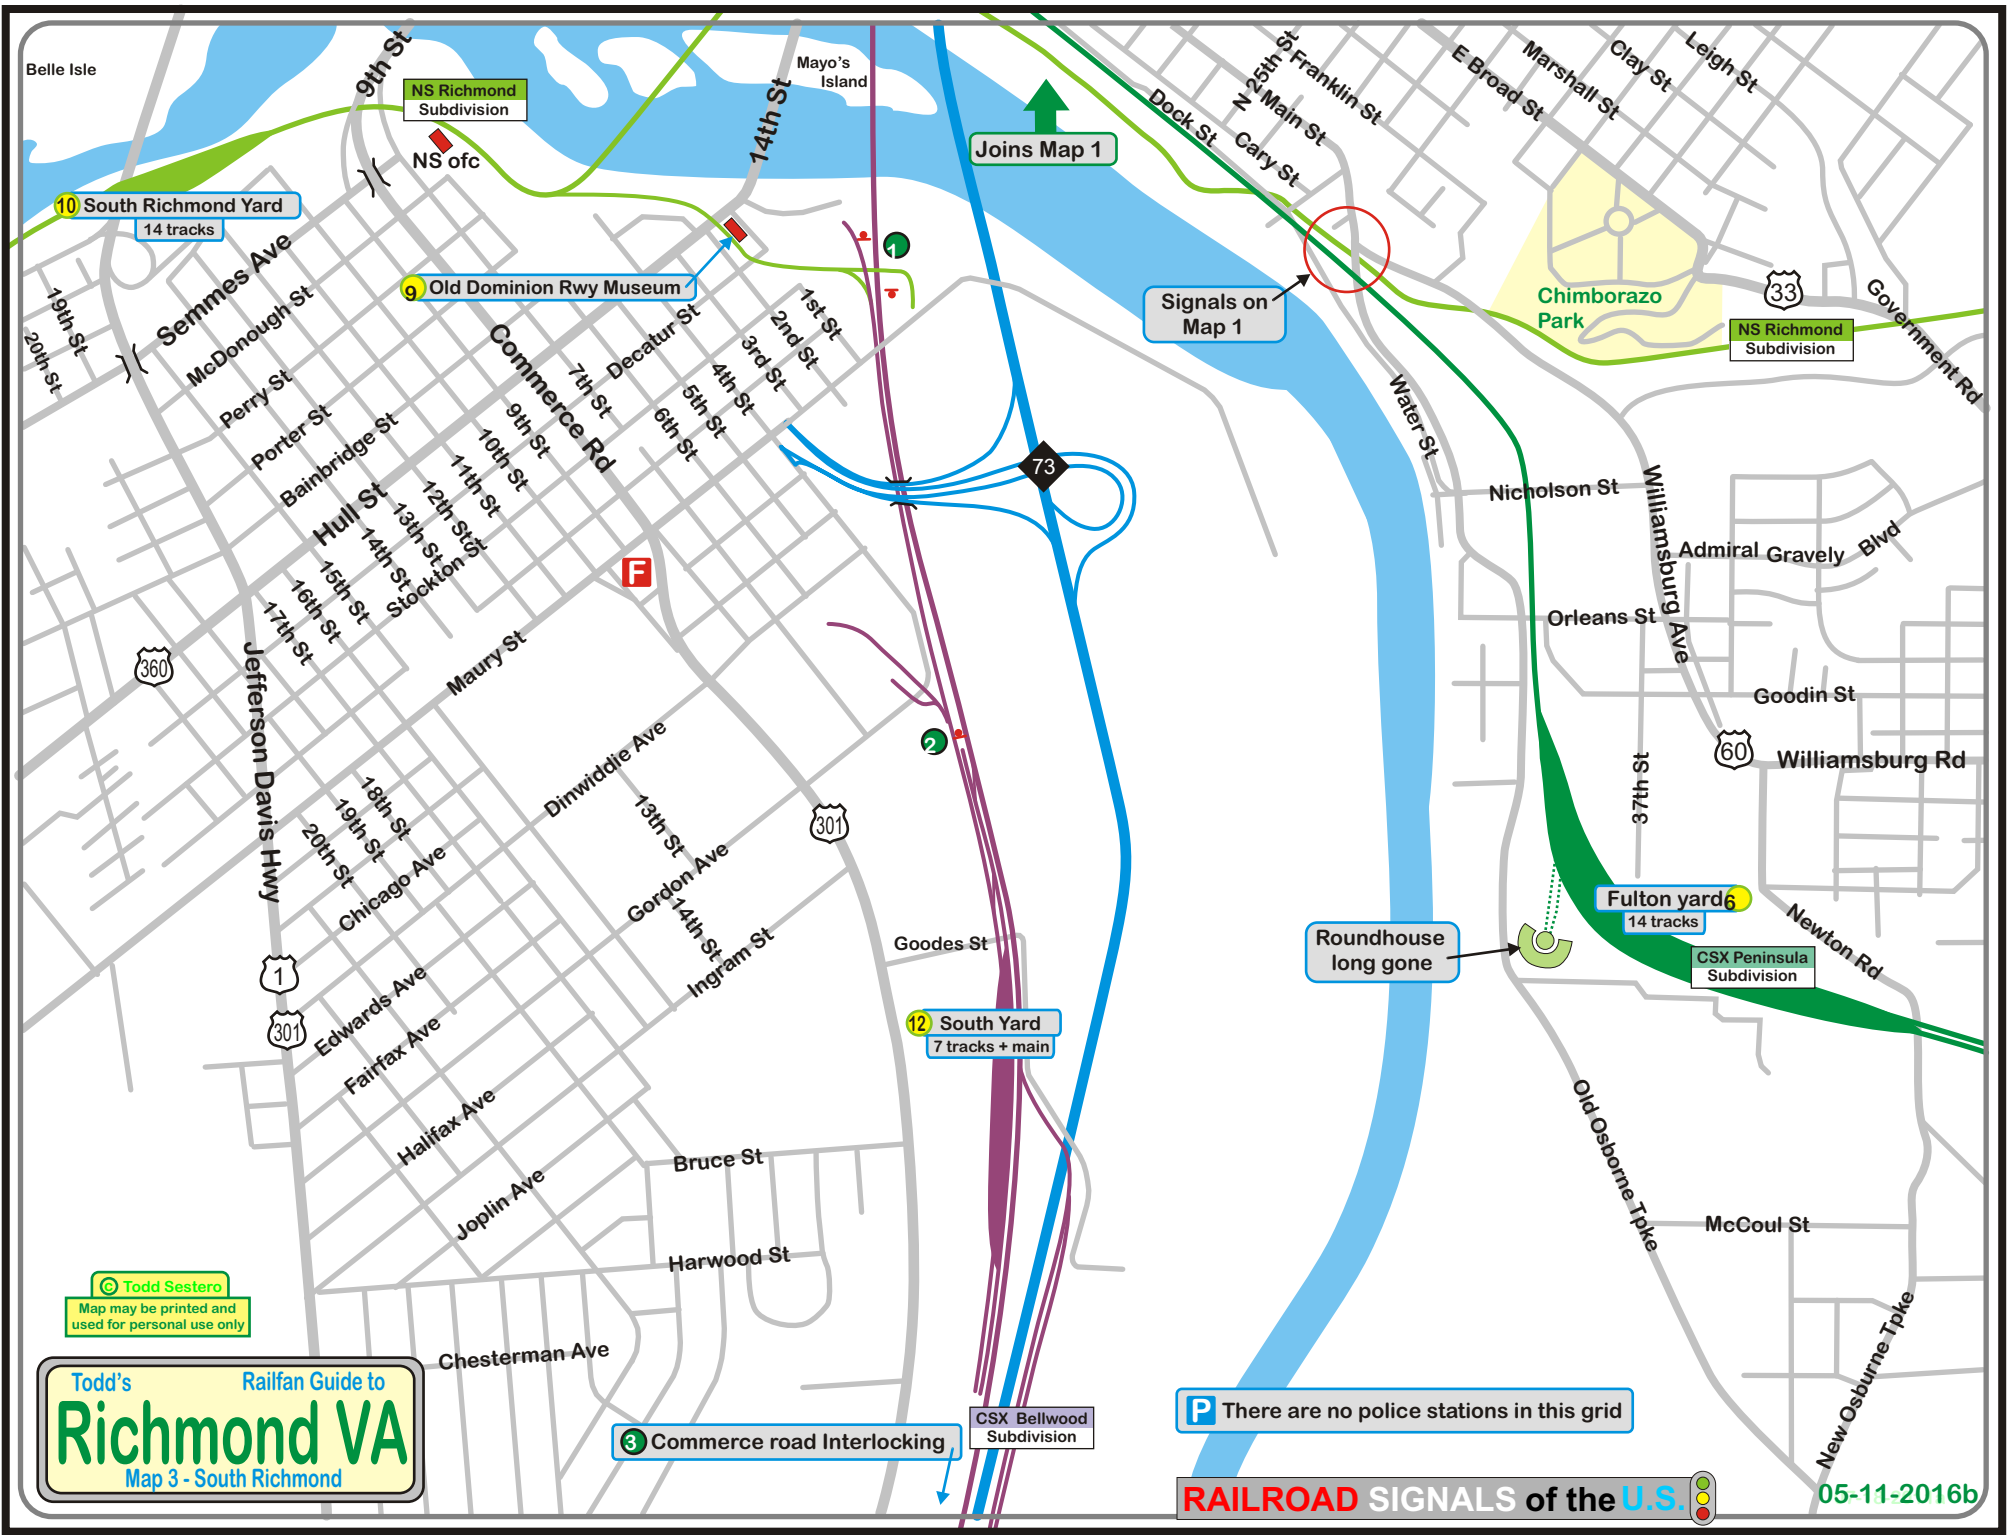 Belle Isle
9th St
NS Richmond
Subdivision
NS ofc
14th St
Mayo's
Island
Joins Map 1
Dock St
N 25th St
Main St
Cary St
Franklin St
E Broad St
Marshall St
Clay St
Leigh St
10 South Richmond Yard
14 tracks
Semmes Ave
McDonough St
Perry St
Porter St
Bainbridge St
Hull St
19th St
20th St
9 Old Dominion Rwy Museum
1
Commerce Rd
Decatur St
1st St
2nd St
3rd St
4th St
5th St
6th St
7th St
9th St
10th St
11th St
12th St
13th St
14th St
15th St
16th St
17th St
Stockton St
St
Signals on
Map 1
Chimborazo
Park
33
NS Richmond
Subdivision
Government Rd
73
Water St
Nicholson St
Williamsburg Ave
Admiral Gravely Blvd
Orleans St
Goodin St
60
Williamsburg Rd
37th St
F
360
Jefferson Davis Hwy
Maury St
2
Dinwiddie Ave
301
13th St
Gordon Ave
14th St
Ingram St
18th St
19th St
20th St
Chicago Ave
1
301
Edwards Ave
Fairfax Ave
Halifax Ave
Joplin Ave
Goodes St
12 South Yard
7 tracks + main
Roundhouse
long gone
Fulton yard 6
14 tracks
CSX Peninsula
Subdivision
Newton Rd
Old Osborne Tpke
McCoul St
New Osburne Tpke
Bruce St
Harwood St
Chesterman Ave
© Todd Sestero
Map may be printed and
used for personal use only
Todd's Railfan Guide to
Richmond VA
Map 3 - South Richmond
3 Commerce road Interlocking
CSX Bellwood
Subdivision
P There are no police stations in this grid
RAILROAD SIGNALS of the U.S.
05-11-2016b